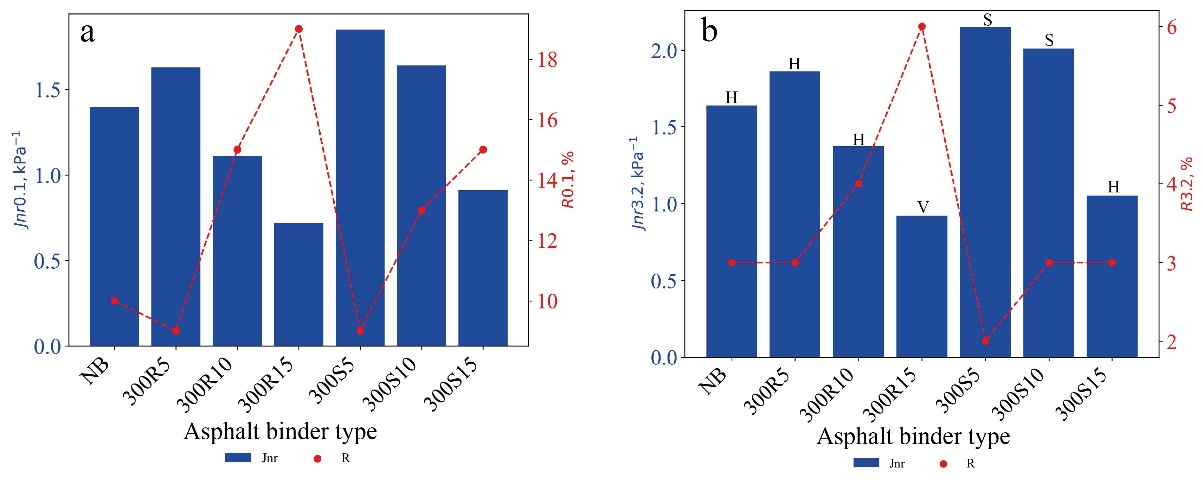 a
Jnr0.1, kPa⁻¹
1.5
1.0
0.5
0.0
18
16
14
12
10
R0.1, %
NB
300R5
300R10
300R15
300S5
300S10
300S15
Asphalt binder type
Jnr R
b
Jnr3.2, kPa⁻¹
2.0
1.5
1.0
0.5
0.0
H
H
H
V
S
S
H
6
5
4
3
2
R3.2, %
NB
300R5
300R10
300R15
300S5
300S10
300S15
Asphalt binder type
Jnr R